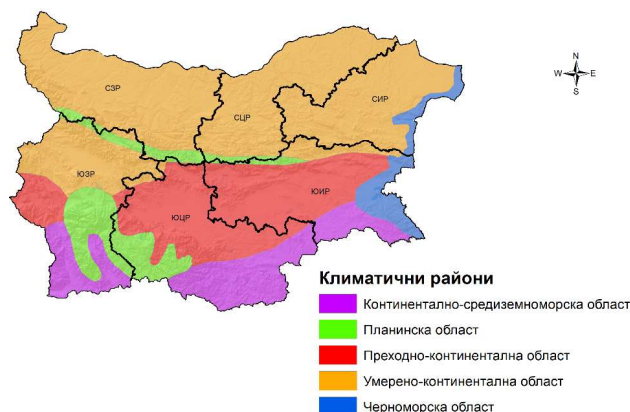 N
W E
S
СЗР
СЦР
СИР
ЮЗР
ЮЦР
ЮИР
Климатични райони
Континентално-средиземноморска област
Планинска област
Преходно-континентална област
Умерено-континентална област
Черноморска област